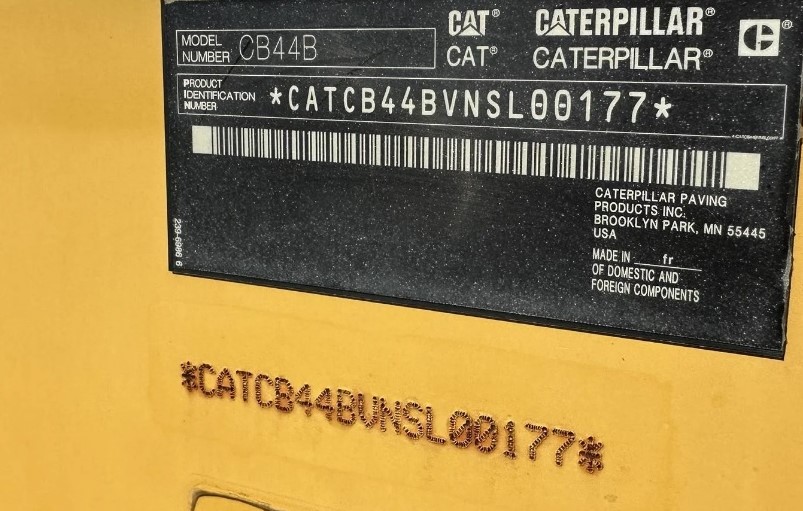 CAT® CATERPILLAR®
MODEL NUMBER CB44B
CAT® CATERPILLAR®
PRODUCT IDENTIFICATION NUMBER *CATCB44BVNSL00177*
CATERPILLAR PAVING
PRODUCTS INC.
BROOKLYN PARK, MN 55445
USA
MADE IN fr
OF DOMESTIC AND
FOREIGN COMPONENTS
*CATCB44BVNSL00177*